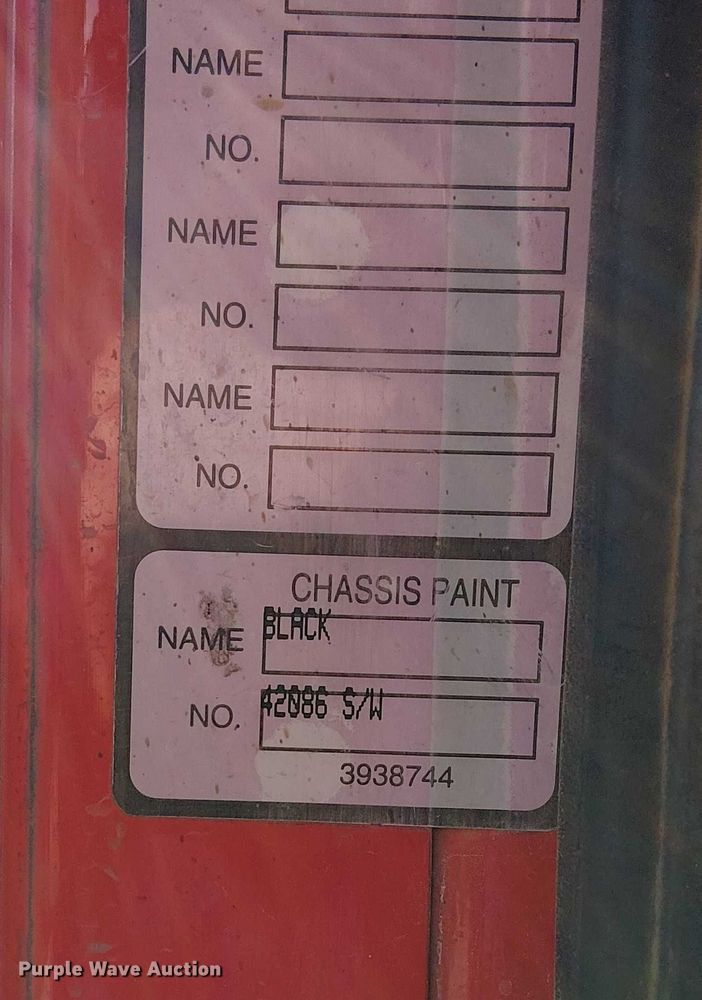 NAME
NO.
NAME
NO.
NAME
NO.
CHASSIS PAINT
NAME BLACK
NO. 42086 S/W
3938744
Purple Wave Auction